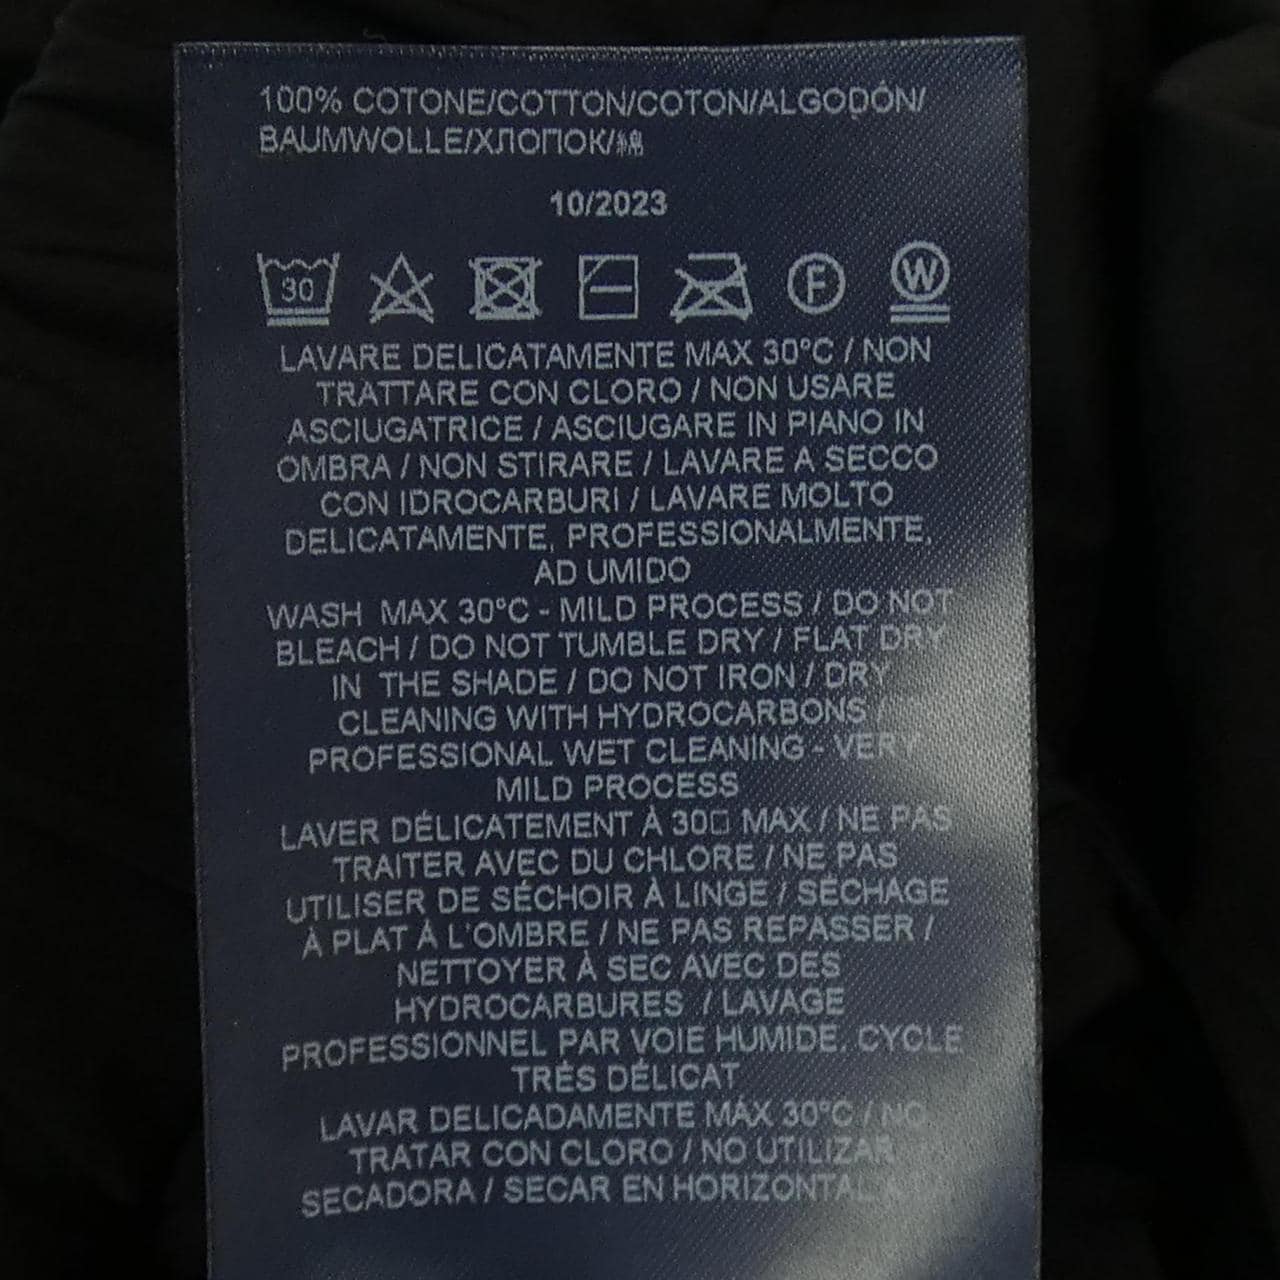 100% COTONE/COTTON/COTON/ALGODÓN/
BAUMWOLLE/ХЛОПОК/綿
10/2023
30 F W
LAVARE DELICATAMENTE MAX 30°C / NON
TRATTARE CON CLORO / NON USARE
ASCIUGATRICE / ASCIUGARE IN PIANO IN
OMBRA / NON STIRARE / LAVARE A SECCO
CON IDROCARBURI / LAVARE MOLTO
DELICATAMENTE, PROFESSIONALMENTE,
AD UMIDO
WASH MAX 30°C - MILD PROCESS / DO NOT
BLEACH / DO NOT TUMBLE DRY / FLAT DRY
IN THE SHADE / DO NOT IRON / DRY
CLEANING WITH HYDROCARBONS /
PROFESSIONAL WET CLEANING - VERY
MILD PROCESS
LAVER DÉLICATEMENT À 30□ MAX / NE PAS
TRAITER AVEC DU CHLORE / NE PAS
UTILISER DE SÉCHOIR À LINGE / SÉCHAGE
À PLAT À L'OMBRE / NE PAS REPASSER /
NETTOYER À SEC AVEC DES
HYDROCARBURES / LAVAGE
PROFESSIONNEL PAR VOIE HUMIDE. CYCLE
TRÉS DÉLICAT
LAVAR DELICADAMENTE MÁX 30°C / NO
TRATAR CON CLORO / NO UTILIZAR
SECADORA / SECAR EN HORIZONTAL